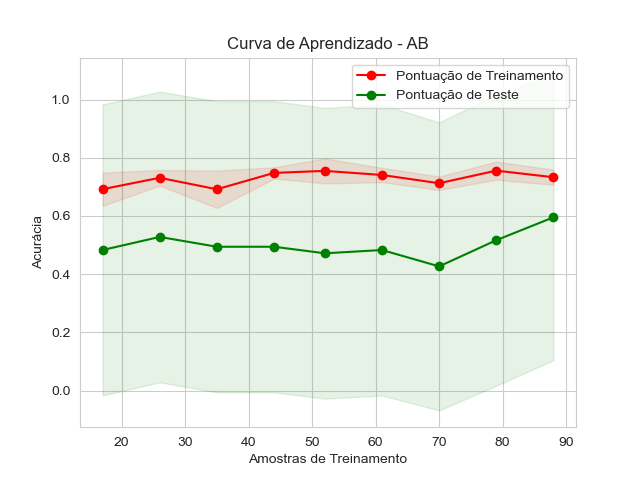 Curva de Aprendizado - AB
Pontuação de Treinamento
Pontuação de Teste
Acurácia
1.0
0.8
0.6
0.4
0.2
0.0
20 30 40 50 60 70 80 90
Amostras de Treinamento